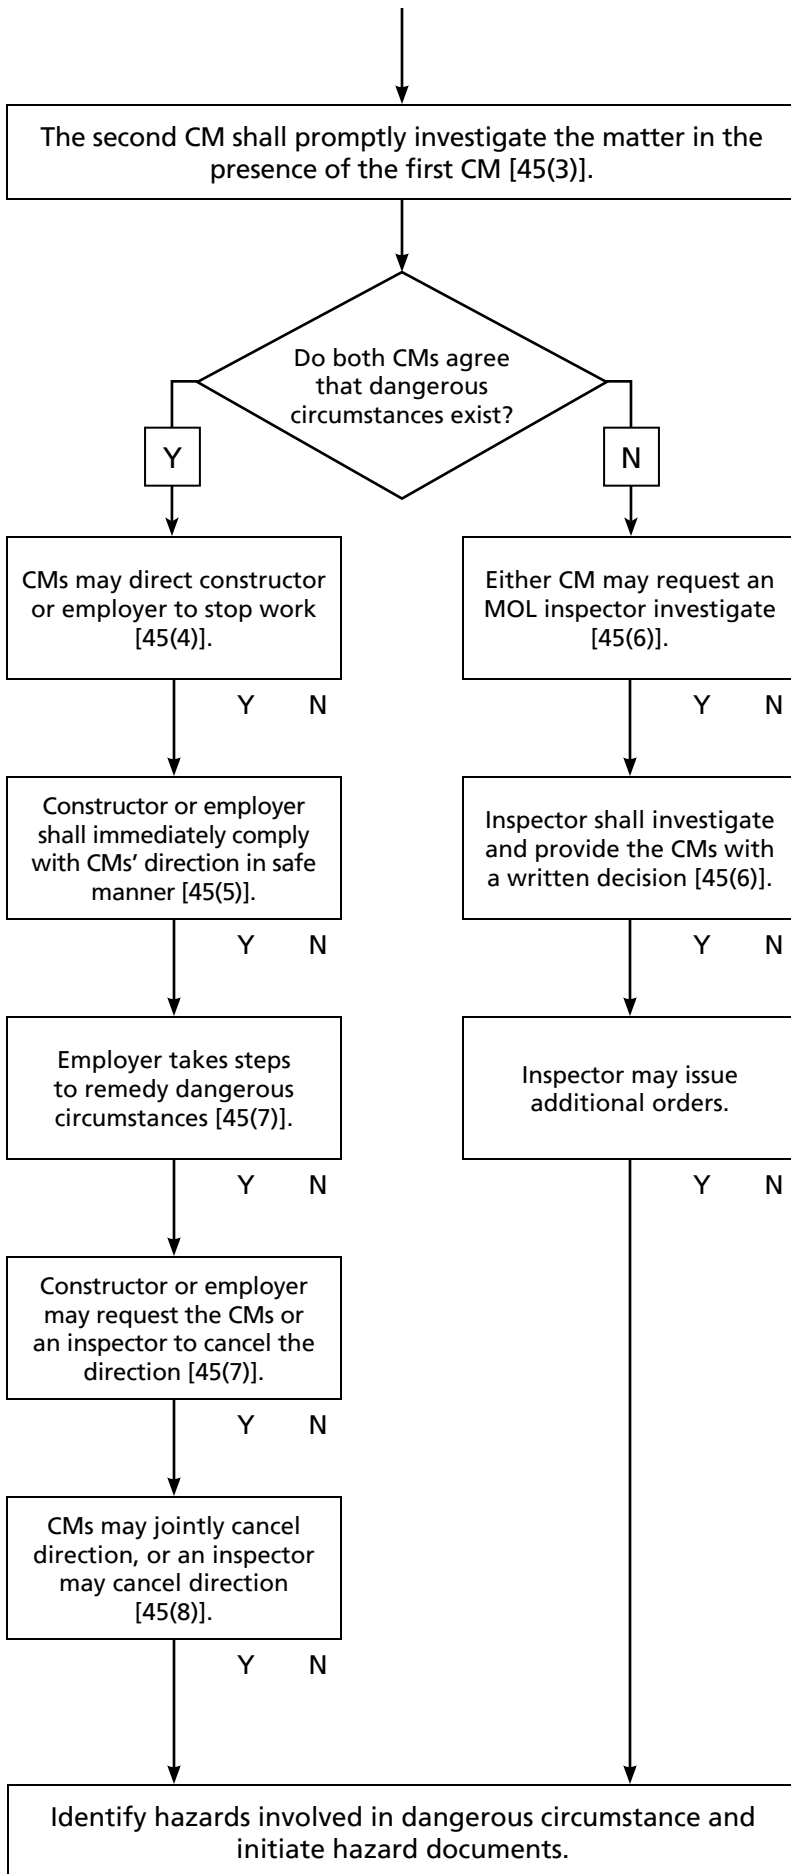 The second CM shall promptly investigate the matter in the
presence of the first CM [45(3)].
Do both CMs agree
that dangerous
circumstances exist?
Y
N
CMs may direct constructor
or employer to stop work
[45(4)].
Y N
Either CM may request an
MOL inspector investigate
[45(6)].
Y N
Constructor or employer
shall immediately comply
with CMs’ direction in safe
manner [45(5)].
Y N
Inspector shall investigate
and provide the CMs with
a written decision [45(6)].
Y N
Employer takes steps
to remedy dangerous
circumstances [45(7)].
Y N
Inspector may issue
additional orders.
Y N
Constructor or employer
may request the CMs or
an inspector to cancel the
direction [45(7)].
Y N
CMs may jointly cancel
direction, or an inspector
may cancel direction
[45(8)].
Y N
Identify hazards involved in dangerous circumstance and
initiate hazard documents.